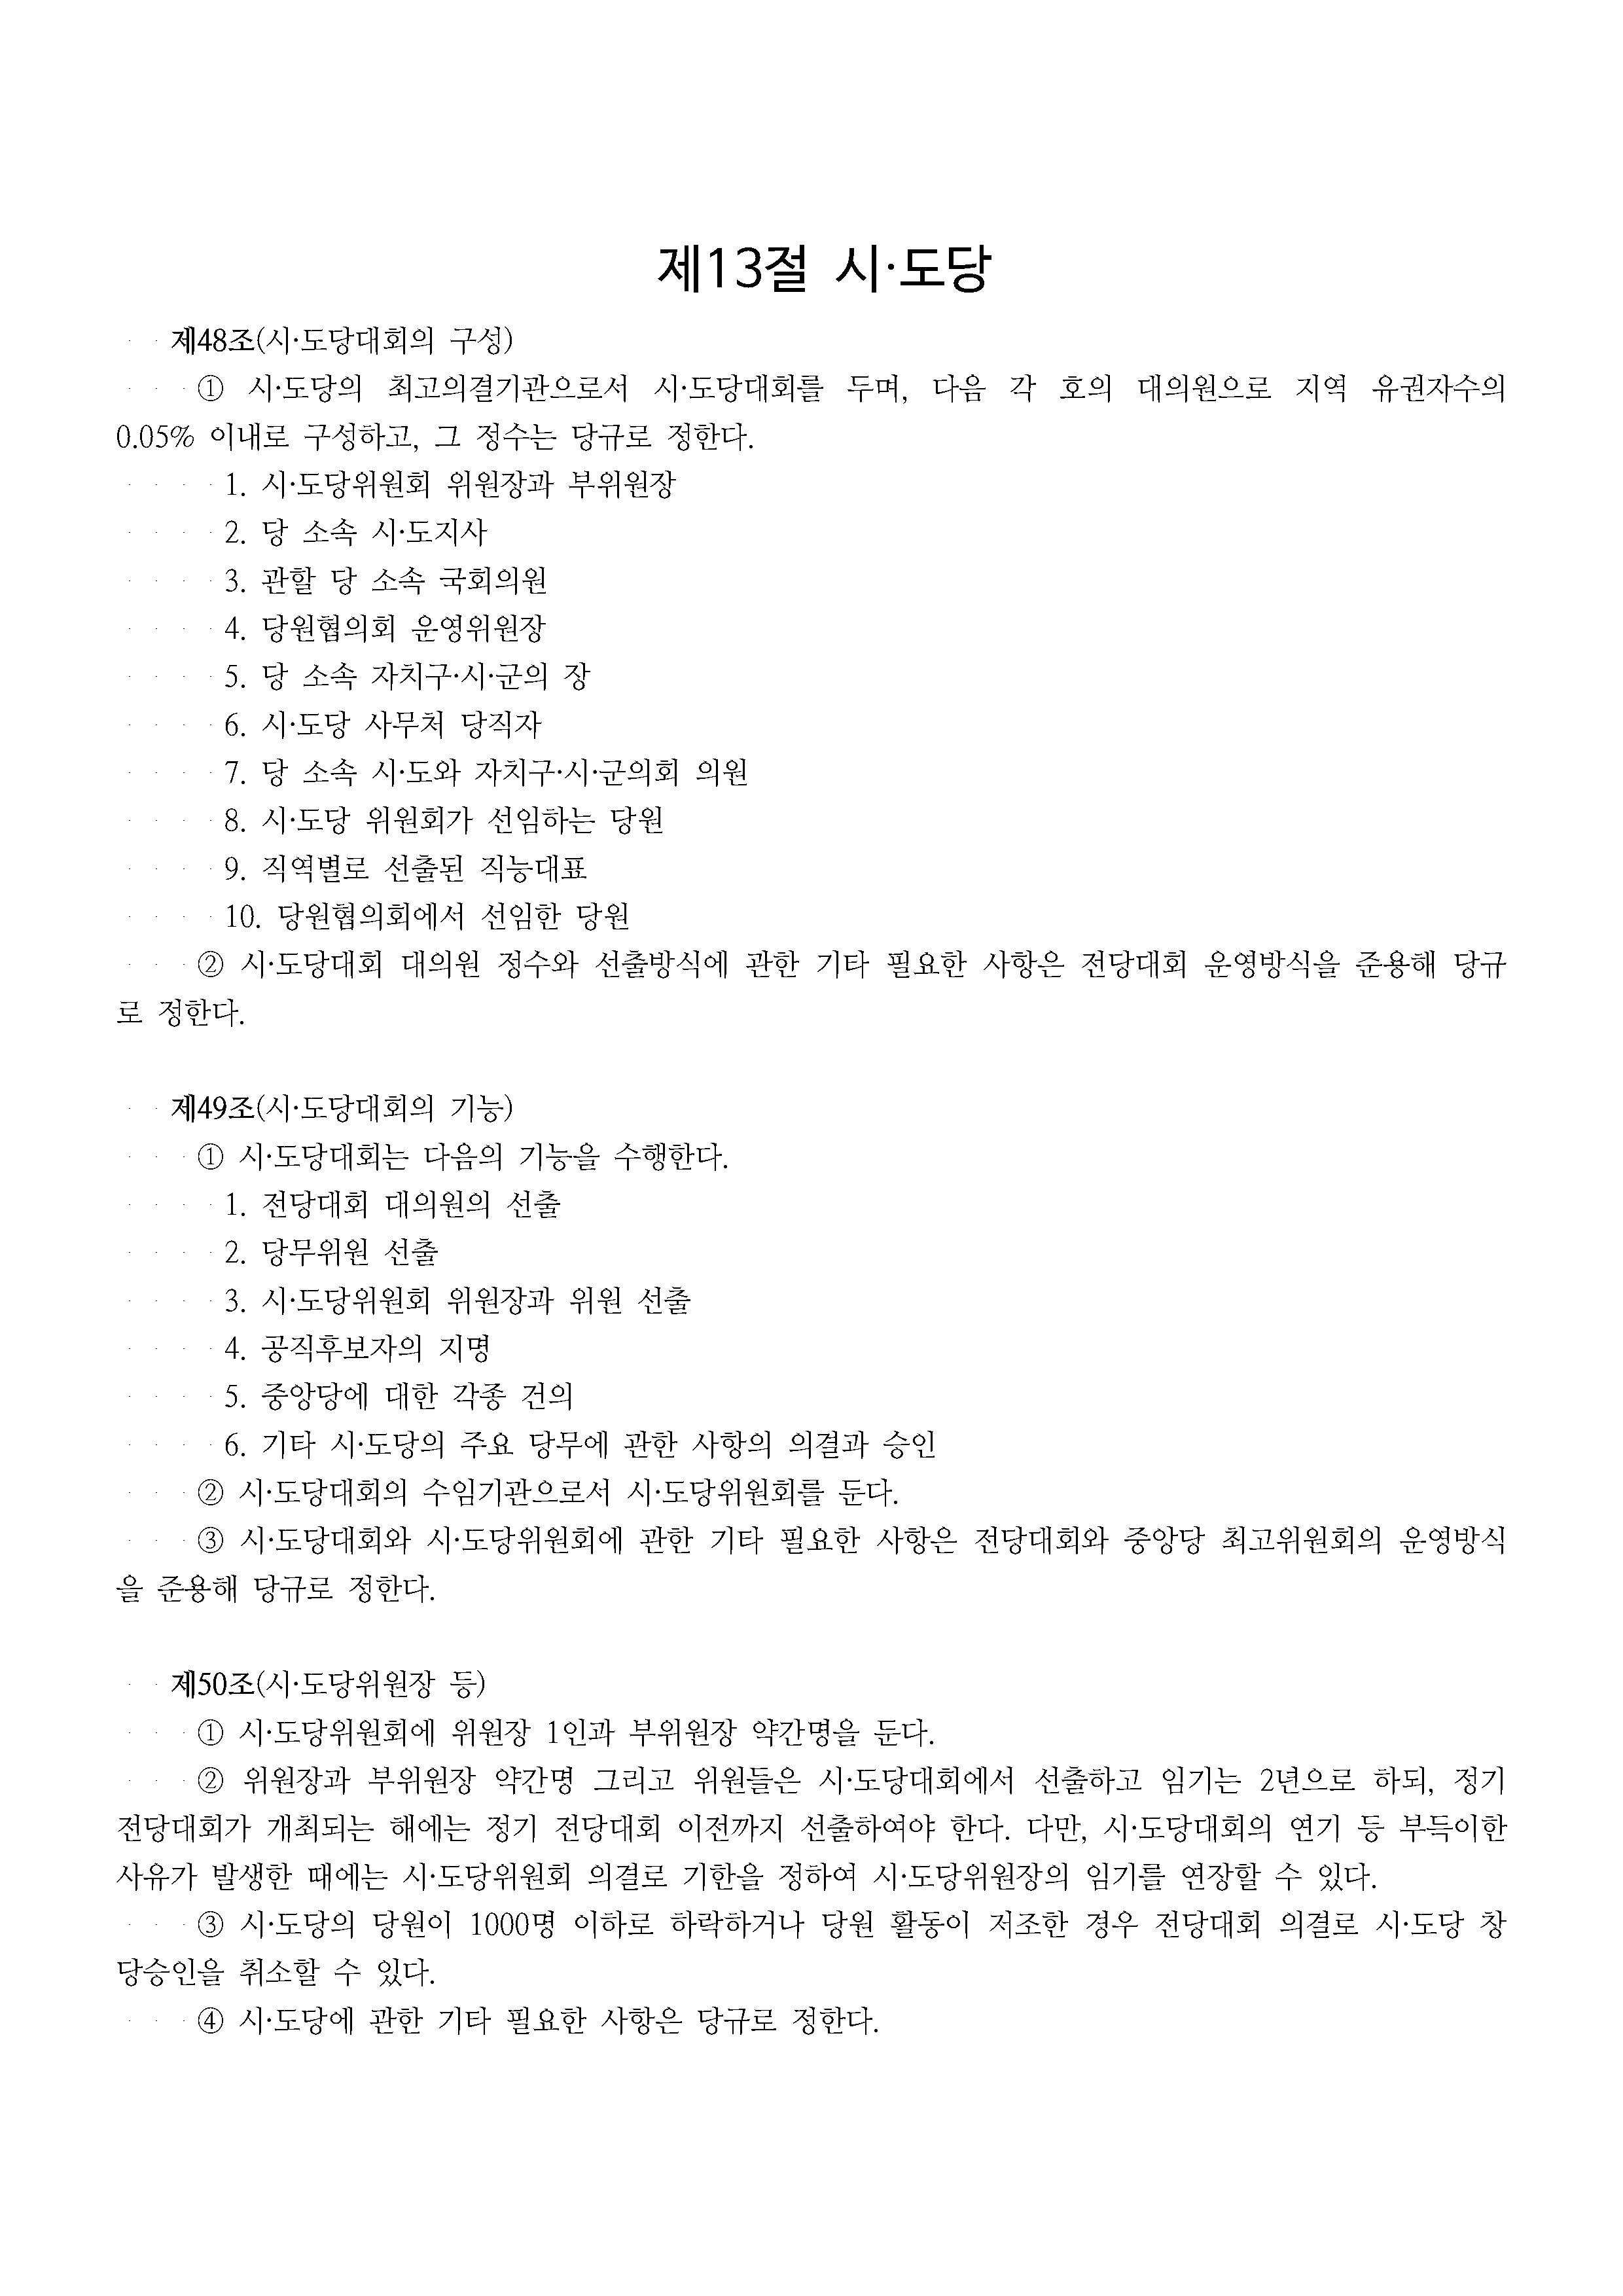 제13절 시·도당
제48조(시·도당대회의 구성)
① 시·도당의 최고의결기관으로서 시·도당대회를 두며, 다음 각 호의 대의원으로 지역 유권자수의
0.05% 이내로 구성하고, 그 정수는 당규로 정한다.
1. 시·도당위원회 위원장과 부위원장
2. 당 소속 시·도지사
3. 관할 당 소속 국회의원
4. 당원협의회 운영위원장
5. 당 소속 자치구·시·군의 장
6. 시·도당 사무처 당직자
7. 당 소속 시·도와 자치구·시·군의회 의원
8. 시·도당 위원회가 선임하는 당원
9. 직역별로 선출된 직능대표
10. 당원협의회에서 선임한 당원
② 시·도당대회 대의원 정수와 선출방식에 관한 기타 필요한 사항은 전당대회 운영방식을 준용해 당규
로 정한다.
제49조(시·도당대회의 기능)
① 시·도당대회는 다음의 기능을 수행한다.
1. 전당대회 대의원의 선출
2. 당무위원 선출
3. 시·도당위원회 위원장과 위원 선출
4. 공직후보자의 지명
5. 중앙당에 대한 각종 건의
6. 기타 시·도당의 주요 당무에 관한 사항의 의결과 승인
② 시·도당대회의 수임기관으로서 시·도당위원회를 둔다.
③ 시·도당대회와 시·도당위원회에 관한 기타 필요한 사항은 전당대회와 중앙당 최고위원회의 운영방식
을 준용해 당규로 정한다.
제50조(시·도당위원장 등)
① 시·도당위원회에 위원장 1인과 부위원장 약간명을 둔다.
② 위원장과 부위원장 약간명 그리고 위원들은 시·도당대회에서 선출하고 임기는 2년으로 하되, 정기
전당대회가 개최되는 해에는 정기 전당대회 이전까지 선출하여야 한다. 다만, 시·도당대회의 연기 등 부득이한
사유가 발생한 때에는 시·도당위원회 의결로 기한을 정하여 시·도당위원장의 임기를 연장할 수 있다.
③ 시·도당의 당원이 1000명 이하로 하락하거나 당원 활동이 저조한 경우 전당대회 의결로 시·도당 창
당승인을 취소할 수 있다.
④ 시·도당에 관한 기타 필요한 사항은 당규로 정한다.